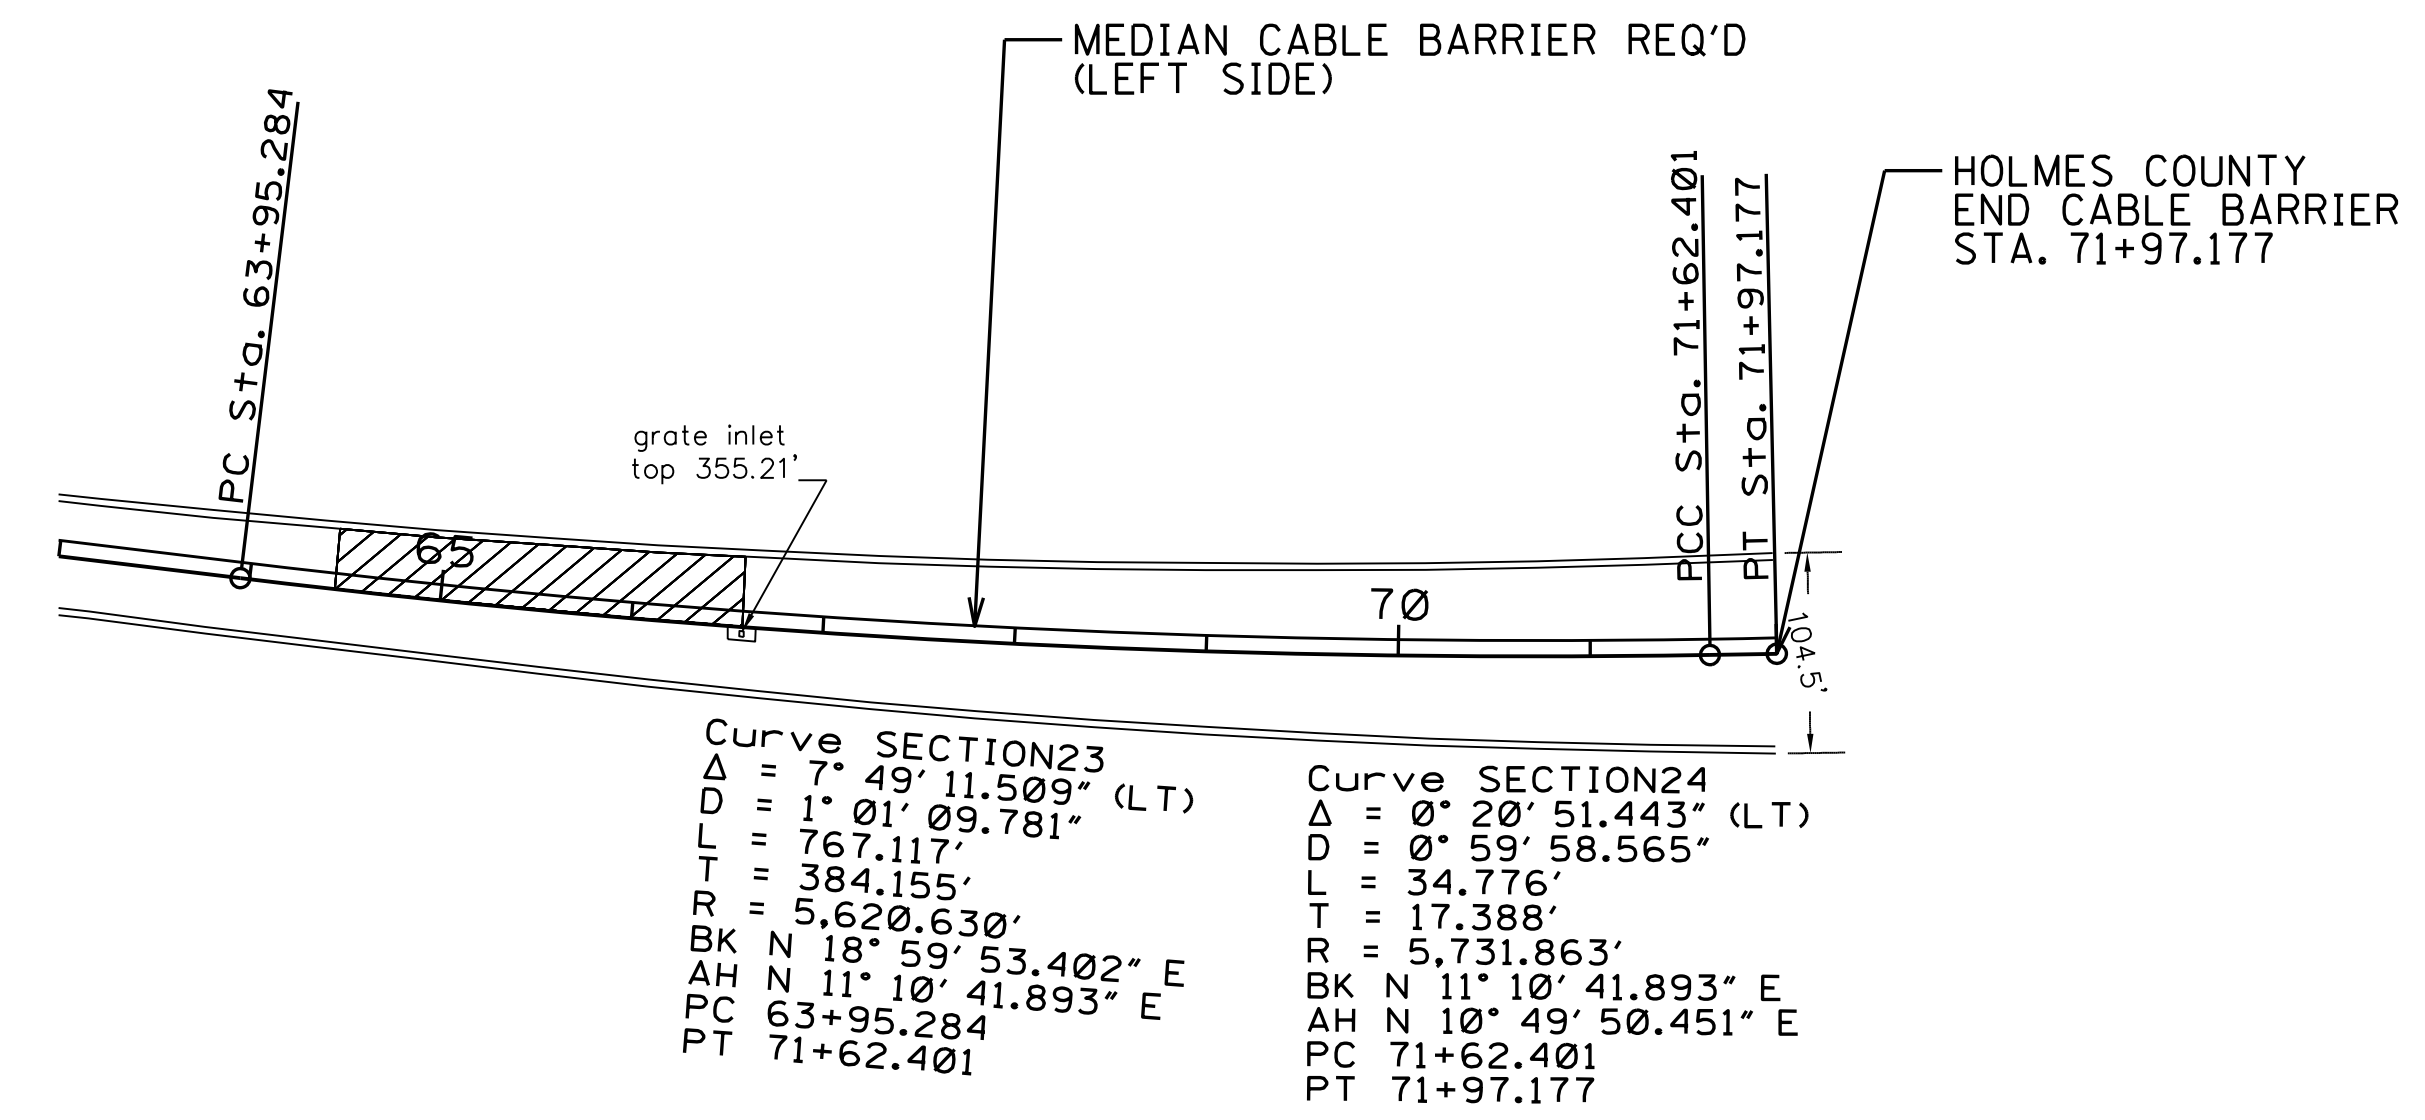 MEDIAN CABLE BARRIER REQ'D
(LEFT SIDE)
HOLMES COUNTY
END CABLE BARRIER
STA. 71+97.177
PC Sta. 63+95.284
PCC Sta. 71+62.401
PT Sta. 71+97.177
grate inlet
top 355.21'
65
70
104.5'
Curve SECTION23
Δ = 7° 49' 11.509" (LT)
D = 1° 01' 09.781"
L = 767.117'
T = 384.155'
R = 5,620.630'
BK N 18° 59' 53.402" E
AH N 11° 10' 41.893" E
PC 63+95.284
PT 71+62.401
Curve SECTION24
Δ = 0° 20' 51.443" (LT)
D = 0° 59' 58.565"
L = 34.776'
T = 17.388'
R = 5,731.863'
BK N 11° 10' 41.893" E
AH N 10° 49' 50.451" E
PC 71+62.401
PT 71+97.177